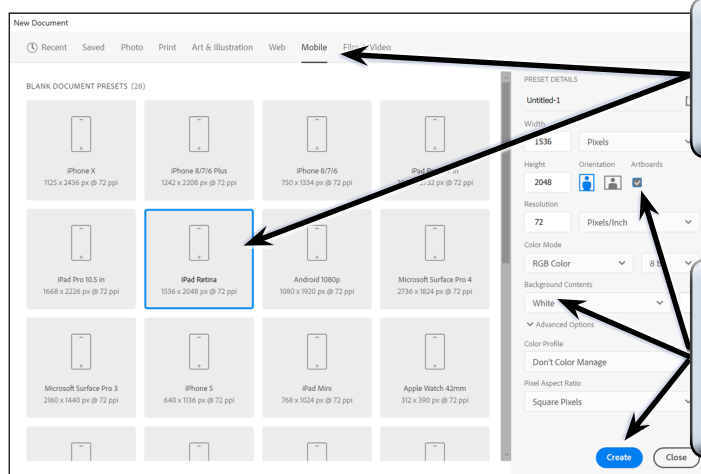 New Document
Recent Saved Photo Print Art & Illustration Web Mobile Film Video
BLANK DOCUMENT PRESETS (28)
iPhone X
1125 x 2436 px @ 72 ppi
iPhone 8/7/6 Plus
1242 x 2208 px @ 72 ppi
iPhone 8/7/6
750 x 1334 px @ 72 ppi
iPad
px @ 72 ppi
iPad Pro 10.5 in
1668 x 2226 px @ 72 ppi
iPad Retina
1536 x 2048 px @ 72 ppi
Android 1080p
1080 x 1920 px @ 72 ppi
Microsoft Surface Pro 4
2736 x 1824 px @ 72 ppi
Microsoft Surface Pro 3
2160 x 1440 px @ 72 ppi
iPhone 5
640 x 1136 px @ 72 ppi
iPad Mini
768 x 1024 px @ 72 ppi
Apple Watch 42mm
312 x 390 px @ 72 ppi
PRESET DETAILS
Untitled-1
Width
1536 Pixels
Height Orientation Artboards
2048
Resolution
72 Pixels/Inch
Color Mode
RGB Color 8
Background Contents
White
Advanced Options
Color Profile
Don't Color Manage
Pixel Aspect Ratio
Square Pixels
Create Close